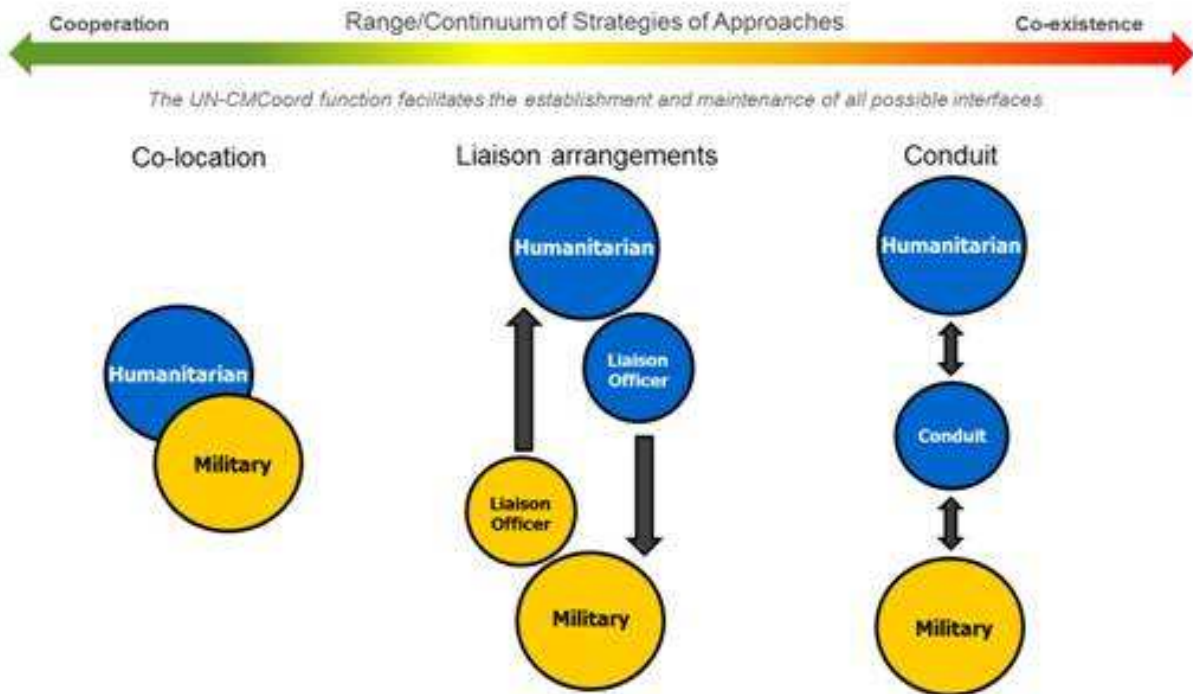 Cooperation
Range/Continuum of Strategies of Approaches
Co-existence
The UN-CMCoord function facilitates the establishment and maintenance of all possible interfaces
Co-location
Liaison arrangements
Conduit
Humanitarian
Military
Humanitarian
Liaison
Officer
Liaison
Officer
Military
Humanitarian
Conduit
Military